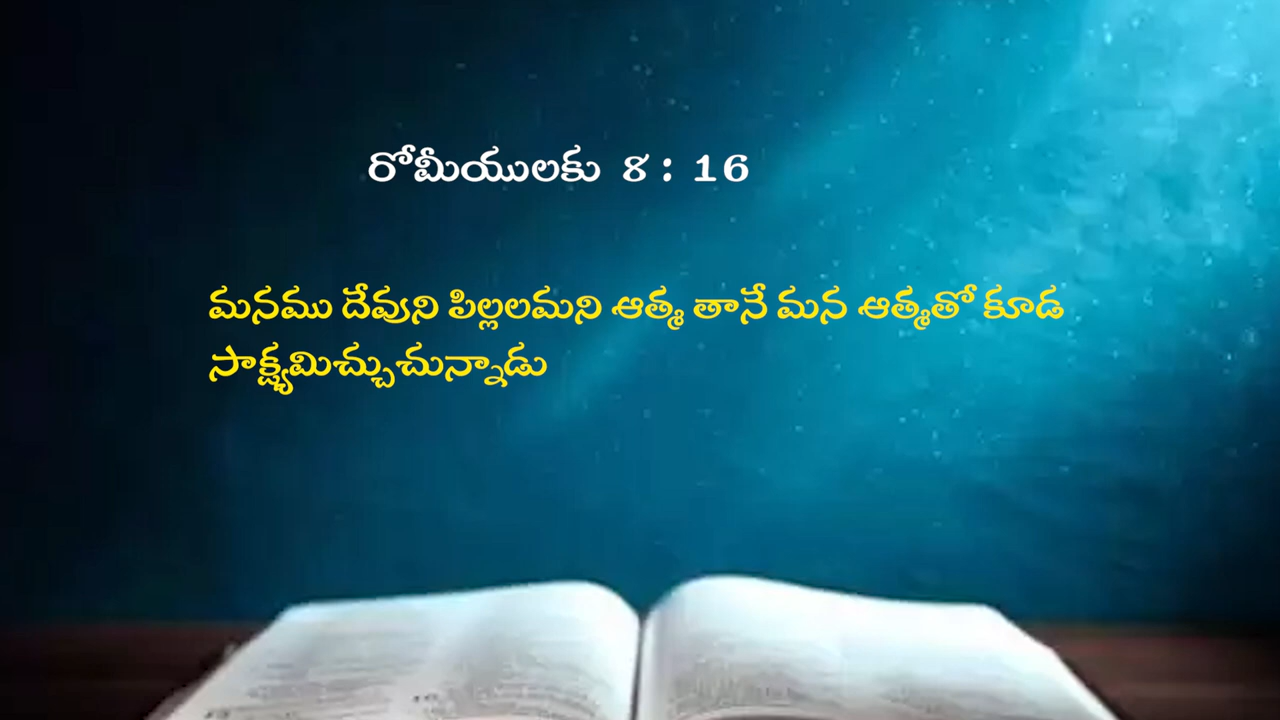 రోమీయులకు 8 : 16
మనము దేవుని పిల్లలమని ఆత్మ తానే మన ఆత్మతో కూడ
సాక్ష్యమిచ్చుచున్నాడు